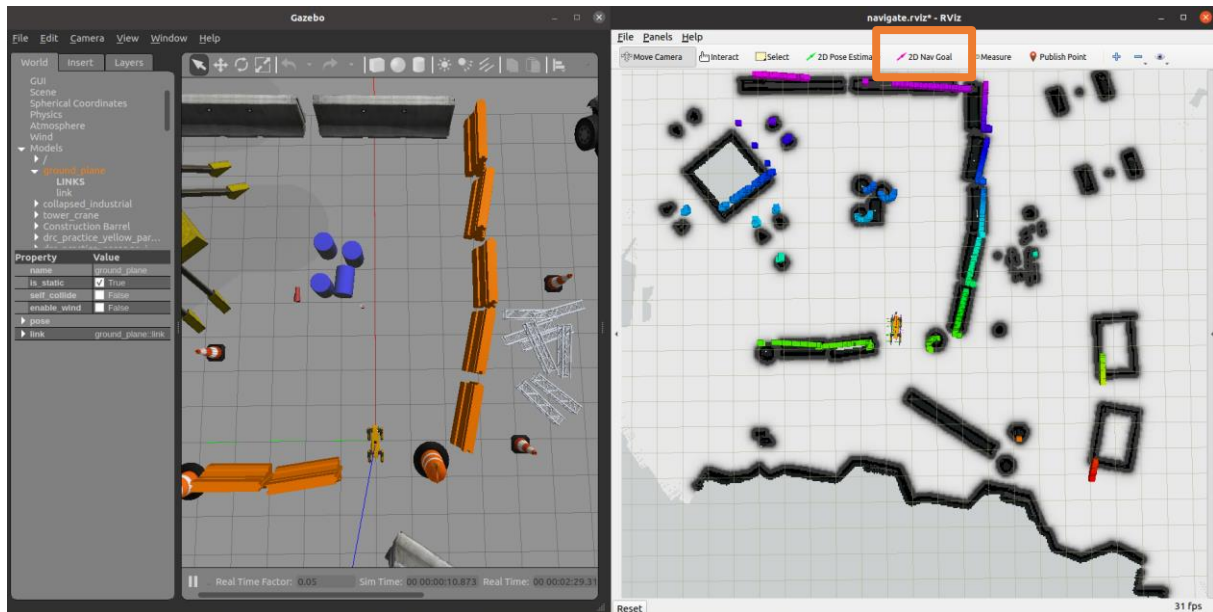 Gazebo
File Edit Camera View Window Help
World Insert Layers
GUI
Scene
Spherical Coordinates
Physics
Atmosphere
Wind
Models
/
ground_plane
LINKS
link
collapsed_industrial
tower_crane
Construction Barrel
drc_practice_yellow_par...
Property Value
name ground_plane
is_static True
self_collide False
enable_wind False
pose
link ground_plane::link
Real Time Factor: 0.05 Sim Time: 00 00:00:10.873 Real Time: 00 00:02:29.31
navigate.rviz* - RViz
File Panels Help
Move Camera Interact Select 2D Pose Estima 2D Nav Goal Measure Publish Point
Reset 31 fps